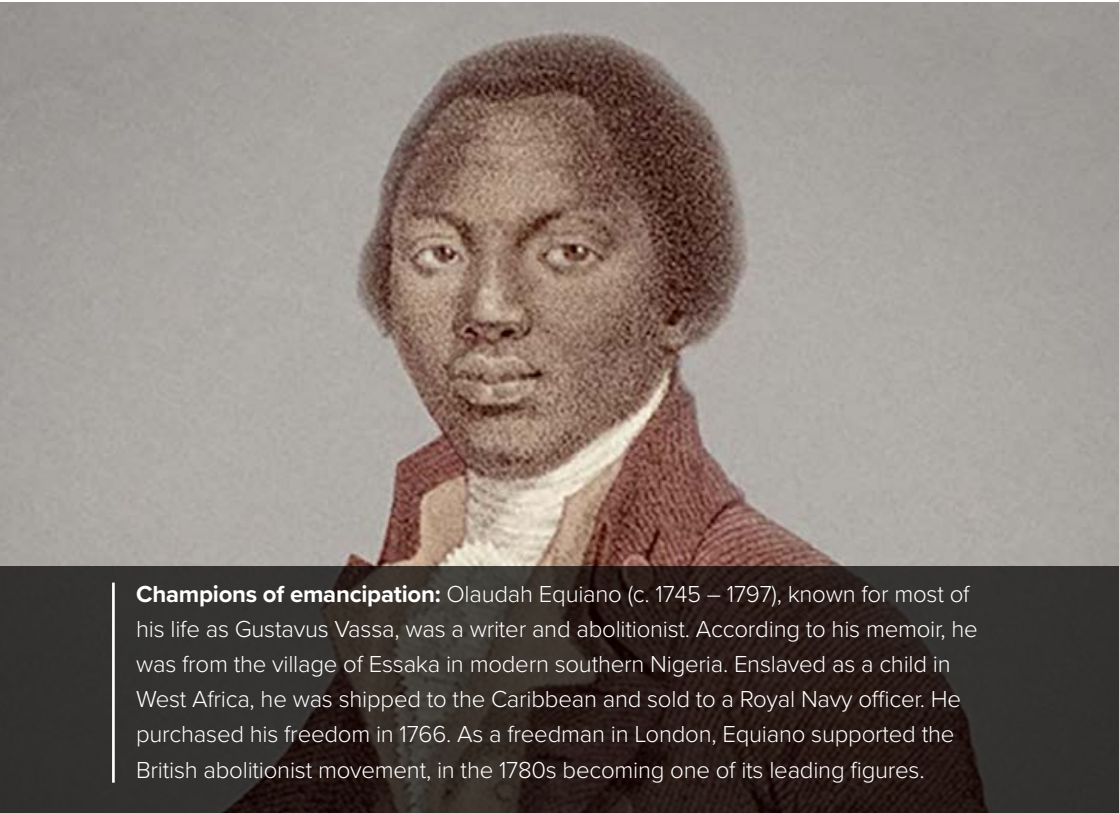 Champions of emancipation: Olaudah Equiano (c. 1745 – 1797), known for most of
his life as Gustavus Vassa, was a writer and abolitionist. According to his memoir, he
was from the village of Essaka in modern southern Nigeria. Enslaved as a child in
West Africa, he was shipped to the Caribbean and sold to a Royal Navy officer. He
purchased his freedom in 1766. As a freedman in London, Equiano supported the
British abolitionist movement, in the 1780s becoming one of its leading figures.